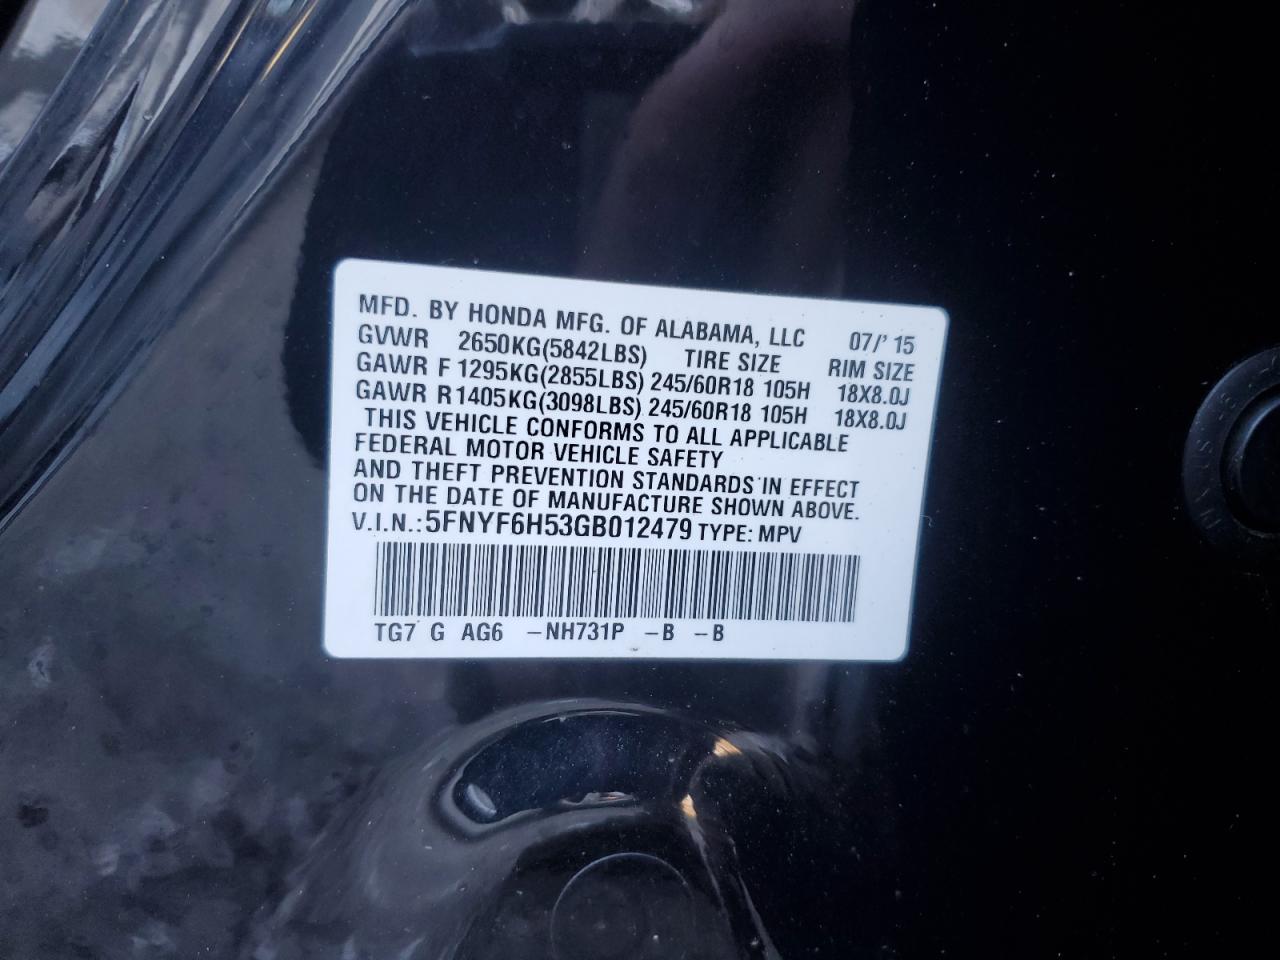 MFD. BY HONDA MFG. OF ALABAMA, LLC 07/' 15
GVWR 2650KG(5842LBS) TIRE SIZE RIM SIZE
GAWR F 1295KG(2855LBS) 245/60R18 105H 18X8.0J
GAWR R 1405KG(3098LBS) 245/60R18 105H 18X8.0J
THIS VEHICLE CONFORMS TO ALL APPLICABLE
FEDERAL MOTOR VEHICLE SAFETY
AND THEFT PREVENTION STANDARDS IN EFFECT
ON THE DATE OF MANUFACTURE SHOWN ABOVE.
V.I.N.: 5FNYF6H53GB012479 TYPE: MPV
TG7 G AG6 -NH731P -B -B